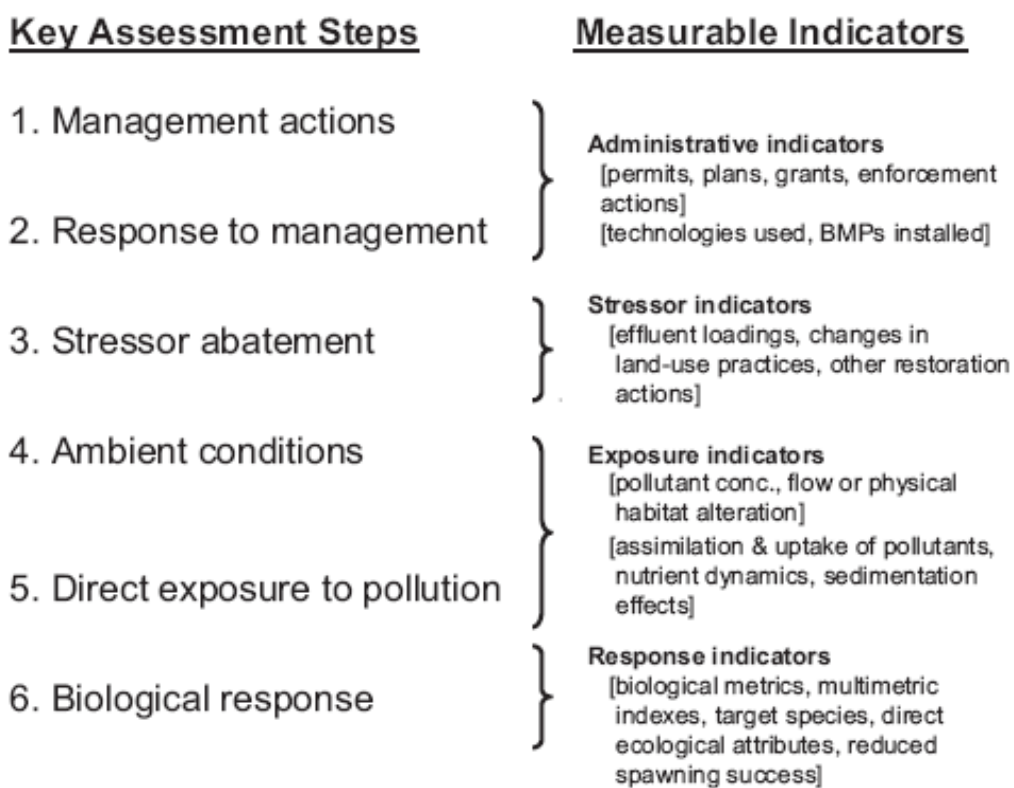 Key Assessment Steps
Measurable Indicators
1. Management actions
2. Response to management
Administrative indicators
[permits, plans, grants, enforcement
actions]
[technologies used, BMPs installed]
3. Stressor abatement
Stressor indicators
[effluent loadings, changes in
land-use practices, other restoration
actions]
4. Ambient conditions
5. Direct exposure to pollution
Exposure indicators
[pollutant conc., flow or physical
habitat alteration]
[assimilation & uptake of pollutants,
nutrient dynamics, sedimentation
effects]
6. Biological response
Response indicators
[biological metrics, multimetric
indexes, target species, direct
ecological attributes, reduced
spawning success]